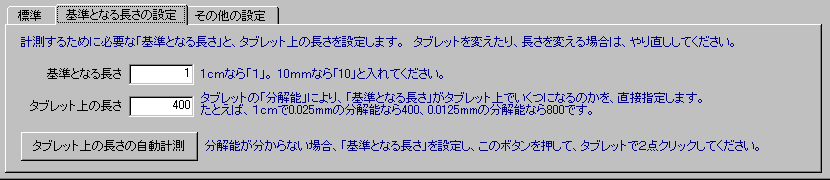 標準 基準となる長さの設定 その他の設定
計測するために必要な「基準となる長さ」と、タブレット上の長さを設定します。 タブレットを変えたり、長さを変える場合は、やり直してください。
基準となる長さ 1 1cmなら「1」。10mmなら「10」と入れてください。
タブレット上の長さ 400 タブレットの「分解能」により、「基準となる長さ」がタブレット上でいくつになるのかを、直接指定します。
たとえば、1cmで0.025mmの分解能なら400、0.0125mmの分解能なら800です。
タブレット上の長さの自動計測 分解能が分からない場合、「基準となる長さ」を設定し、このボタンを押して、タブレットで2点クリックしてください。